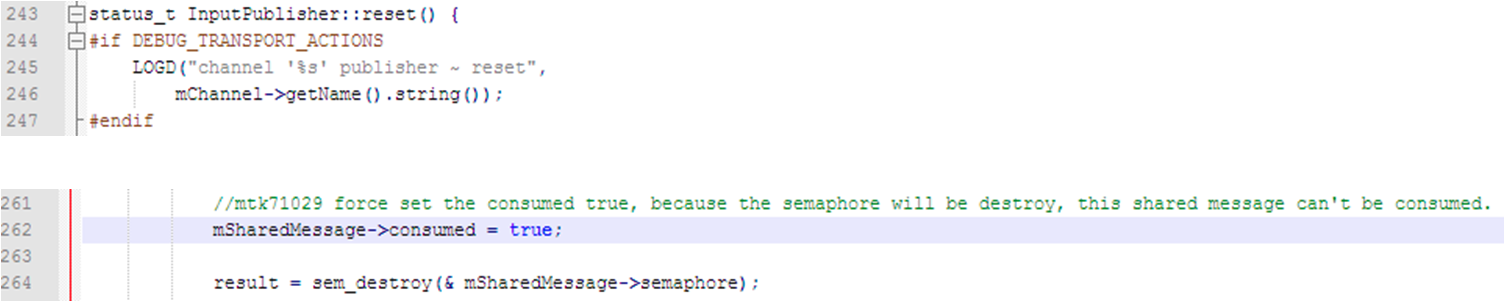 243 status_t InputPublisher::reset() {
244 #if DEBUG_TRANSPORT_ACTIONS
245 LOGD("channel '%s' publisher ~ reset",
246 mChannel->getName().string());
247 #endif
261 //mtk71029 force set the consumed true, because the semaphore will be destroy, this shared message can't be consumed.
262 mSharedMessage->consumed = true;
263
264 result = sem_destroy(& mSharedMessage->semaphore);